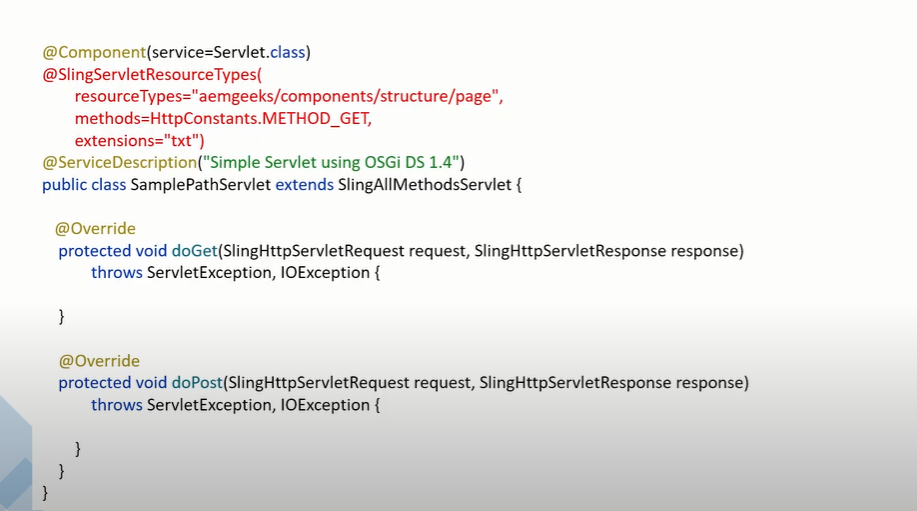 @Component(service=Servlet.class)
@SlingServletResourceTypes(
resourceTypes="aemgeeks/components/structure/page",
methods=HttpConstants.METHOD_GET,
extensions="txt")
@ServiceDescription("Simple Servlet using OSGi DS 1.4")
public class SamplePathServlet extends SlingAllMethodsServlet {
@Override
protected void doGet(SlingHttpServletRequest request, SlingHttpServletResponse response)
throws ServletException, IOException {
}
@Override
protected void doPost(SlingHttpServletRequest request, SlingHttpServletResponse response)
throws ServletException, IOException {
}
}
}